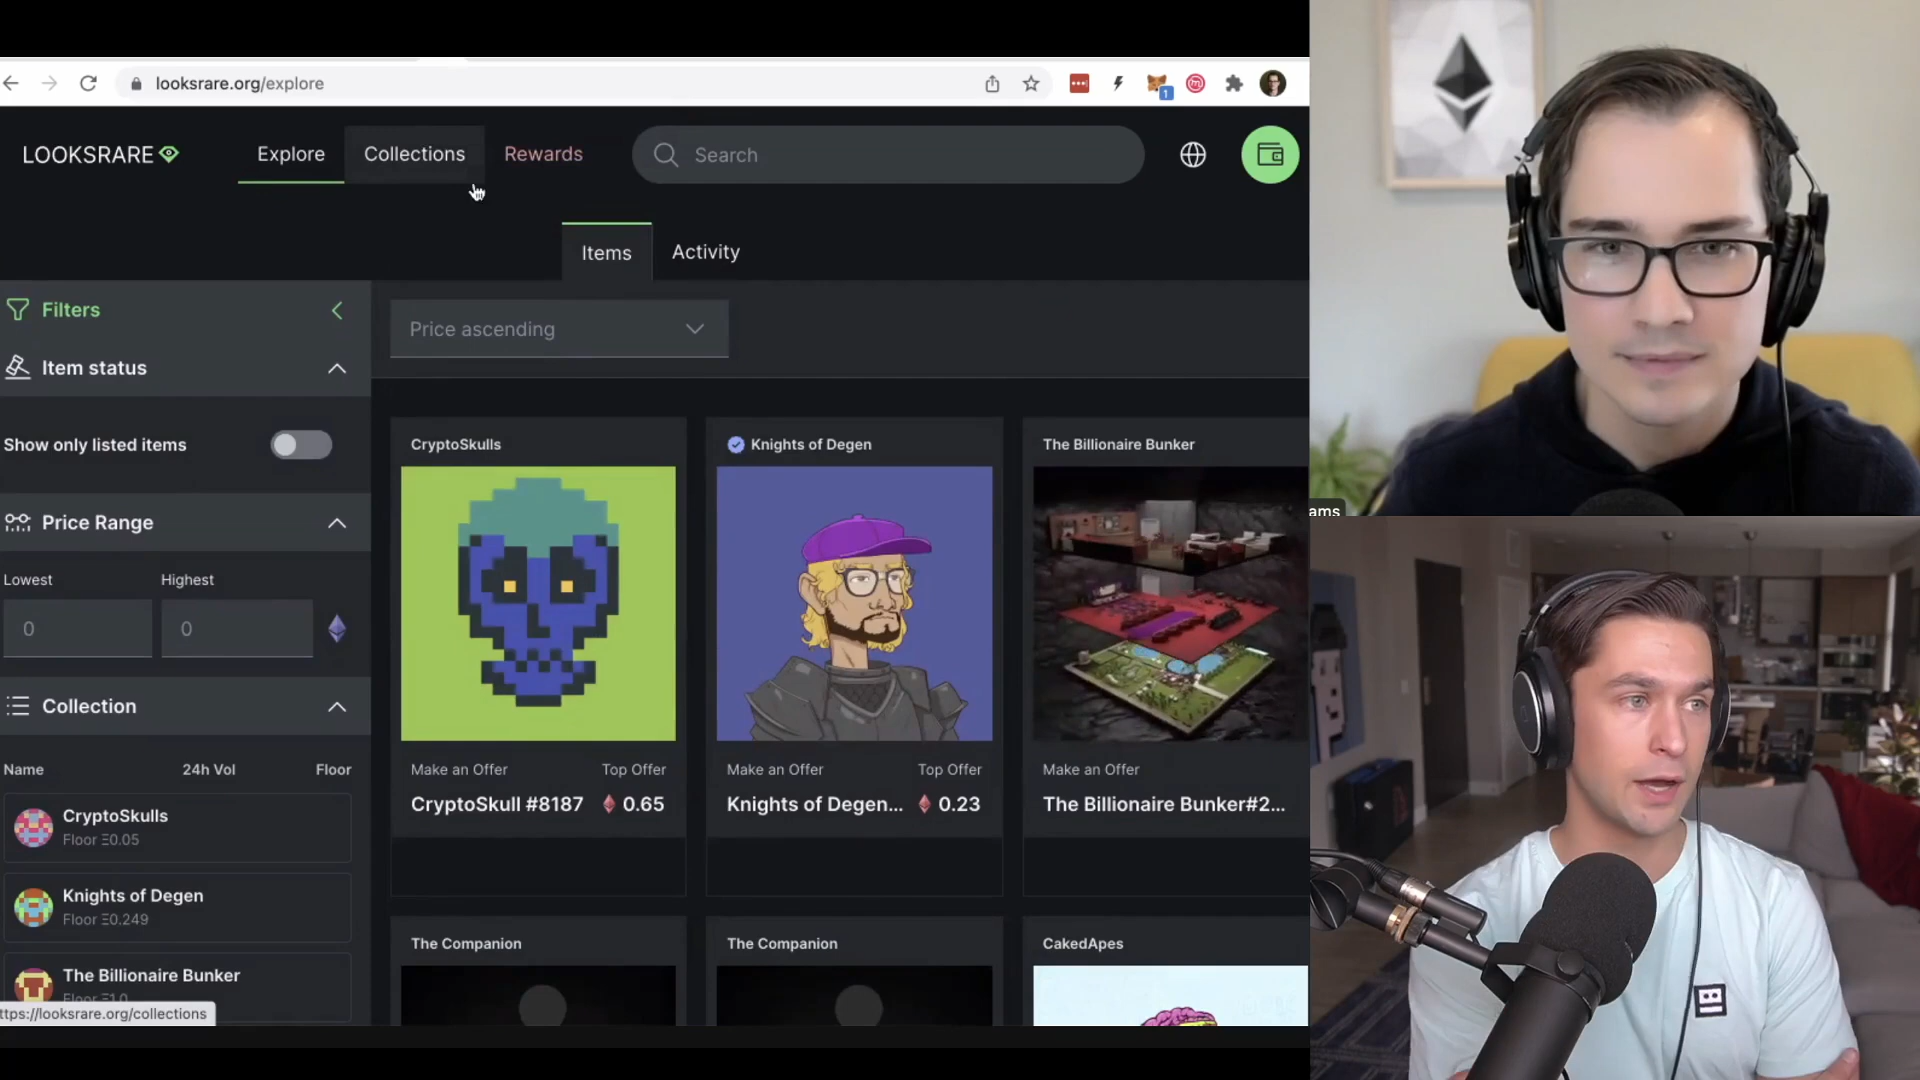 looksrare.org/explore
1
LOOKSRARE
Explore
Collections
Rewards
Search
Items
Activity
Filters
Price ascending
Item status
Show only listed items
Price Range
Lowest
Highest
0
0
Collection
Name
24h Vol
Floor
CryptoSkulls
Floor Ξ0.05
Knights of Degen
Floor Ξ0.249
The Billionaire Bunker
Floor Ξ1.0
ttps://looksrare.org/collections
CryptoSkulls
Make an Offer
Top Offer
CryptoSkull #8187
0.65
Knights of Degen
Make an Offer
Top Offer
Knights of Degen...
0.23
The Billionaire Bunker
Make an Offer
The Billionaire Bunker#2...
The Companion
The Companion
CakedApes
ams